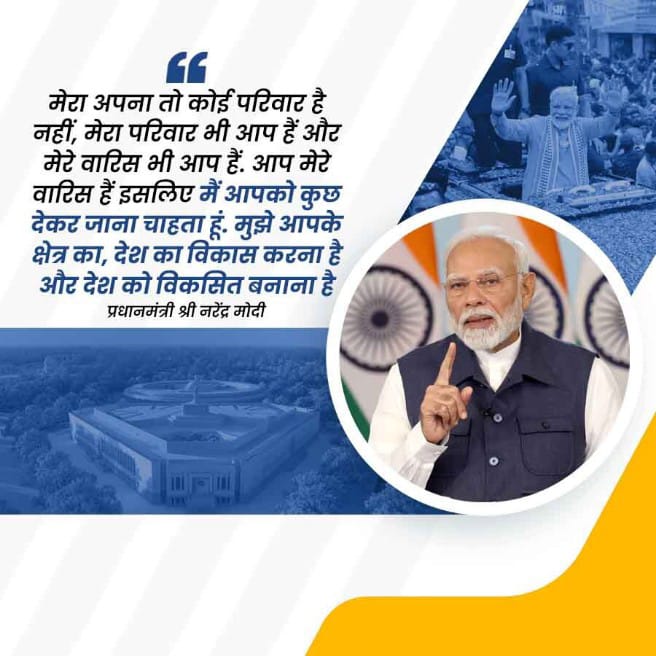 मेरा अपना तो कोई परिवार है
नहीं, मेरा परिवार भी आप हैं और
मेरे वारिस भी आप हैं. आप मेरे
वारिस हैं इसलिए मैं आपको कुछ
देकर जाना चाहता हूं. मुझे आपके
क्षेत्र का, देश का विकास करना है
और देश को विकसित बनाना है
प्रधानमंत्री श्री नरेंद्र मोदी